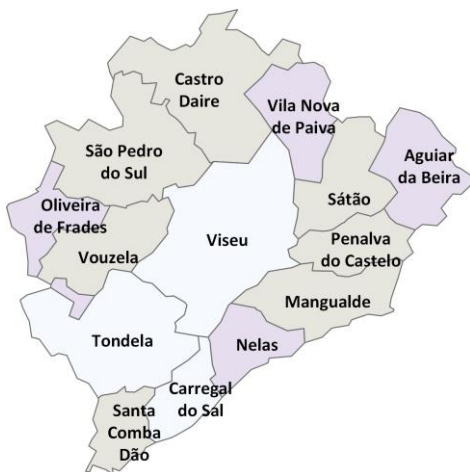 Castro
Daire
Vila Nova
de Paiva
São Pedro
do Sul
Aguiar
da Beira
Sátão
Oliveira
de Frades
Vouzela
Viseu
Penalva
do Castelo
Mangualde
Tondela
Nelas
Carregal
do Sal
Santa
Comba
Dão